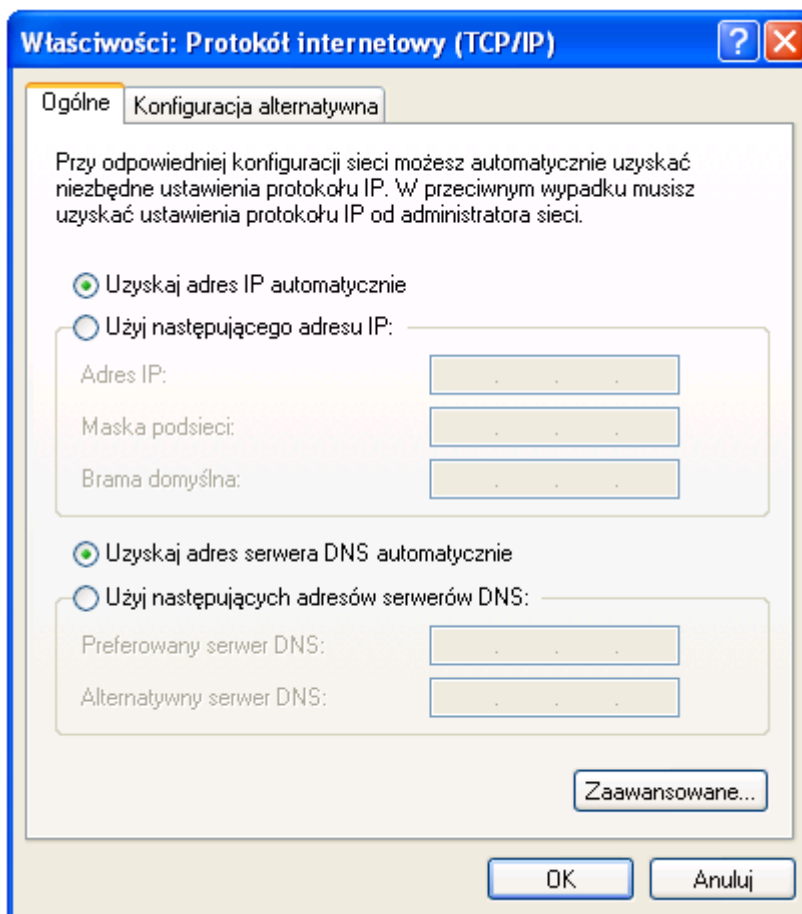 Właściwości: Protokół internetowy (TCP/IP)
Ogólne
Konfiguracja alternatywna
Przy odpowiedniej konfiguracji sieci możesz automatycznie uzyskać
niezbędne ustawienia protokołu IP. W przeciwnym wypadku musisz
uzyskać ustawienia protokołu IP od administratora sieci.
Uzyskaj adres IP automatycznie
Użyj następującego adresu IP:
Adres IP:
Maska podsieci:
Brama domyślna:
Uzyskaj adres serwera DNS automatycznie
Użyj następujących adresów serwerów DNS:
Preferowany serwer DNS:
Alternatywny serwer DNS:
Zaawansowane...
OK
Anuluj